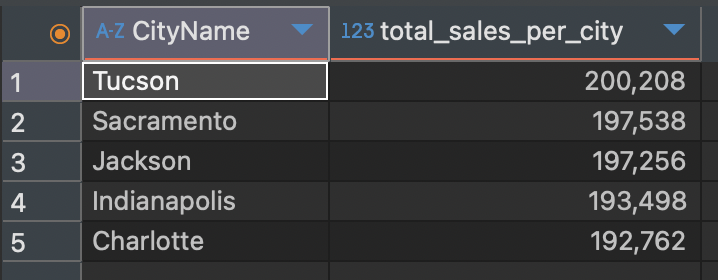 A-Z CityName 123 total_sales_per_city
1 Tucson 200,208
2 Sacramento 197,538
3 Jackson 197,256
4 Indianapolis 193,498
5 Charlotte 192,762